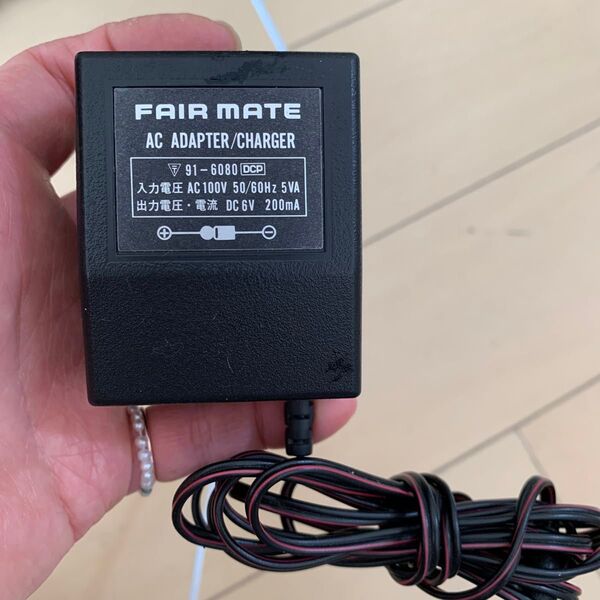 FAIR MATE
AC ADAPTER/CHARGER
91-6080 DCP
入力電圧 AC100V 50/60Hz 5VA
出力電圧・電流 DC6V 200mA